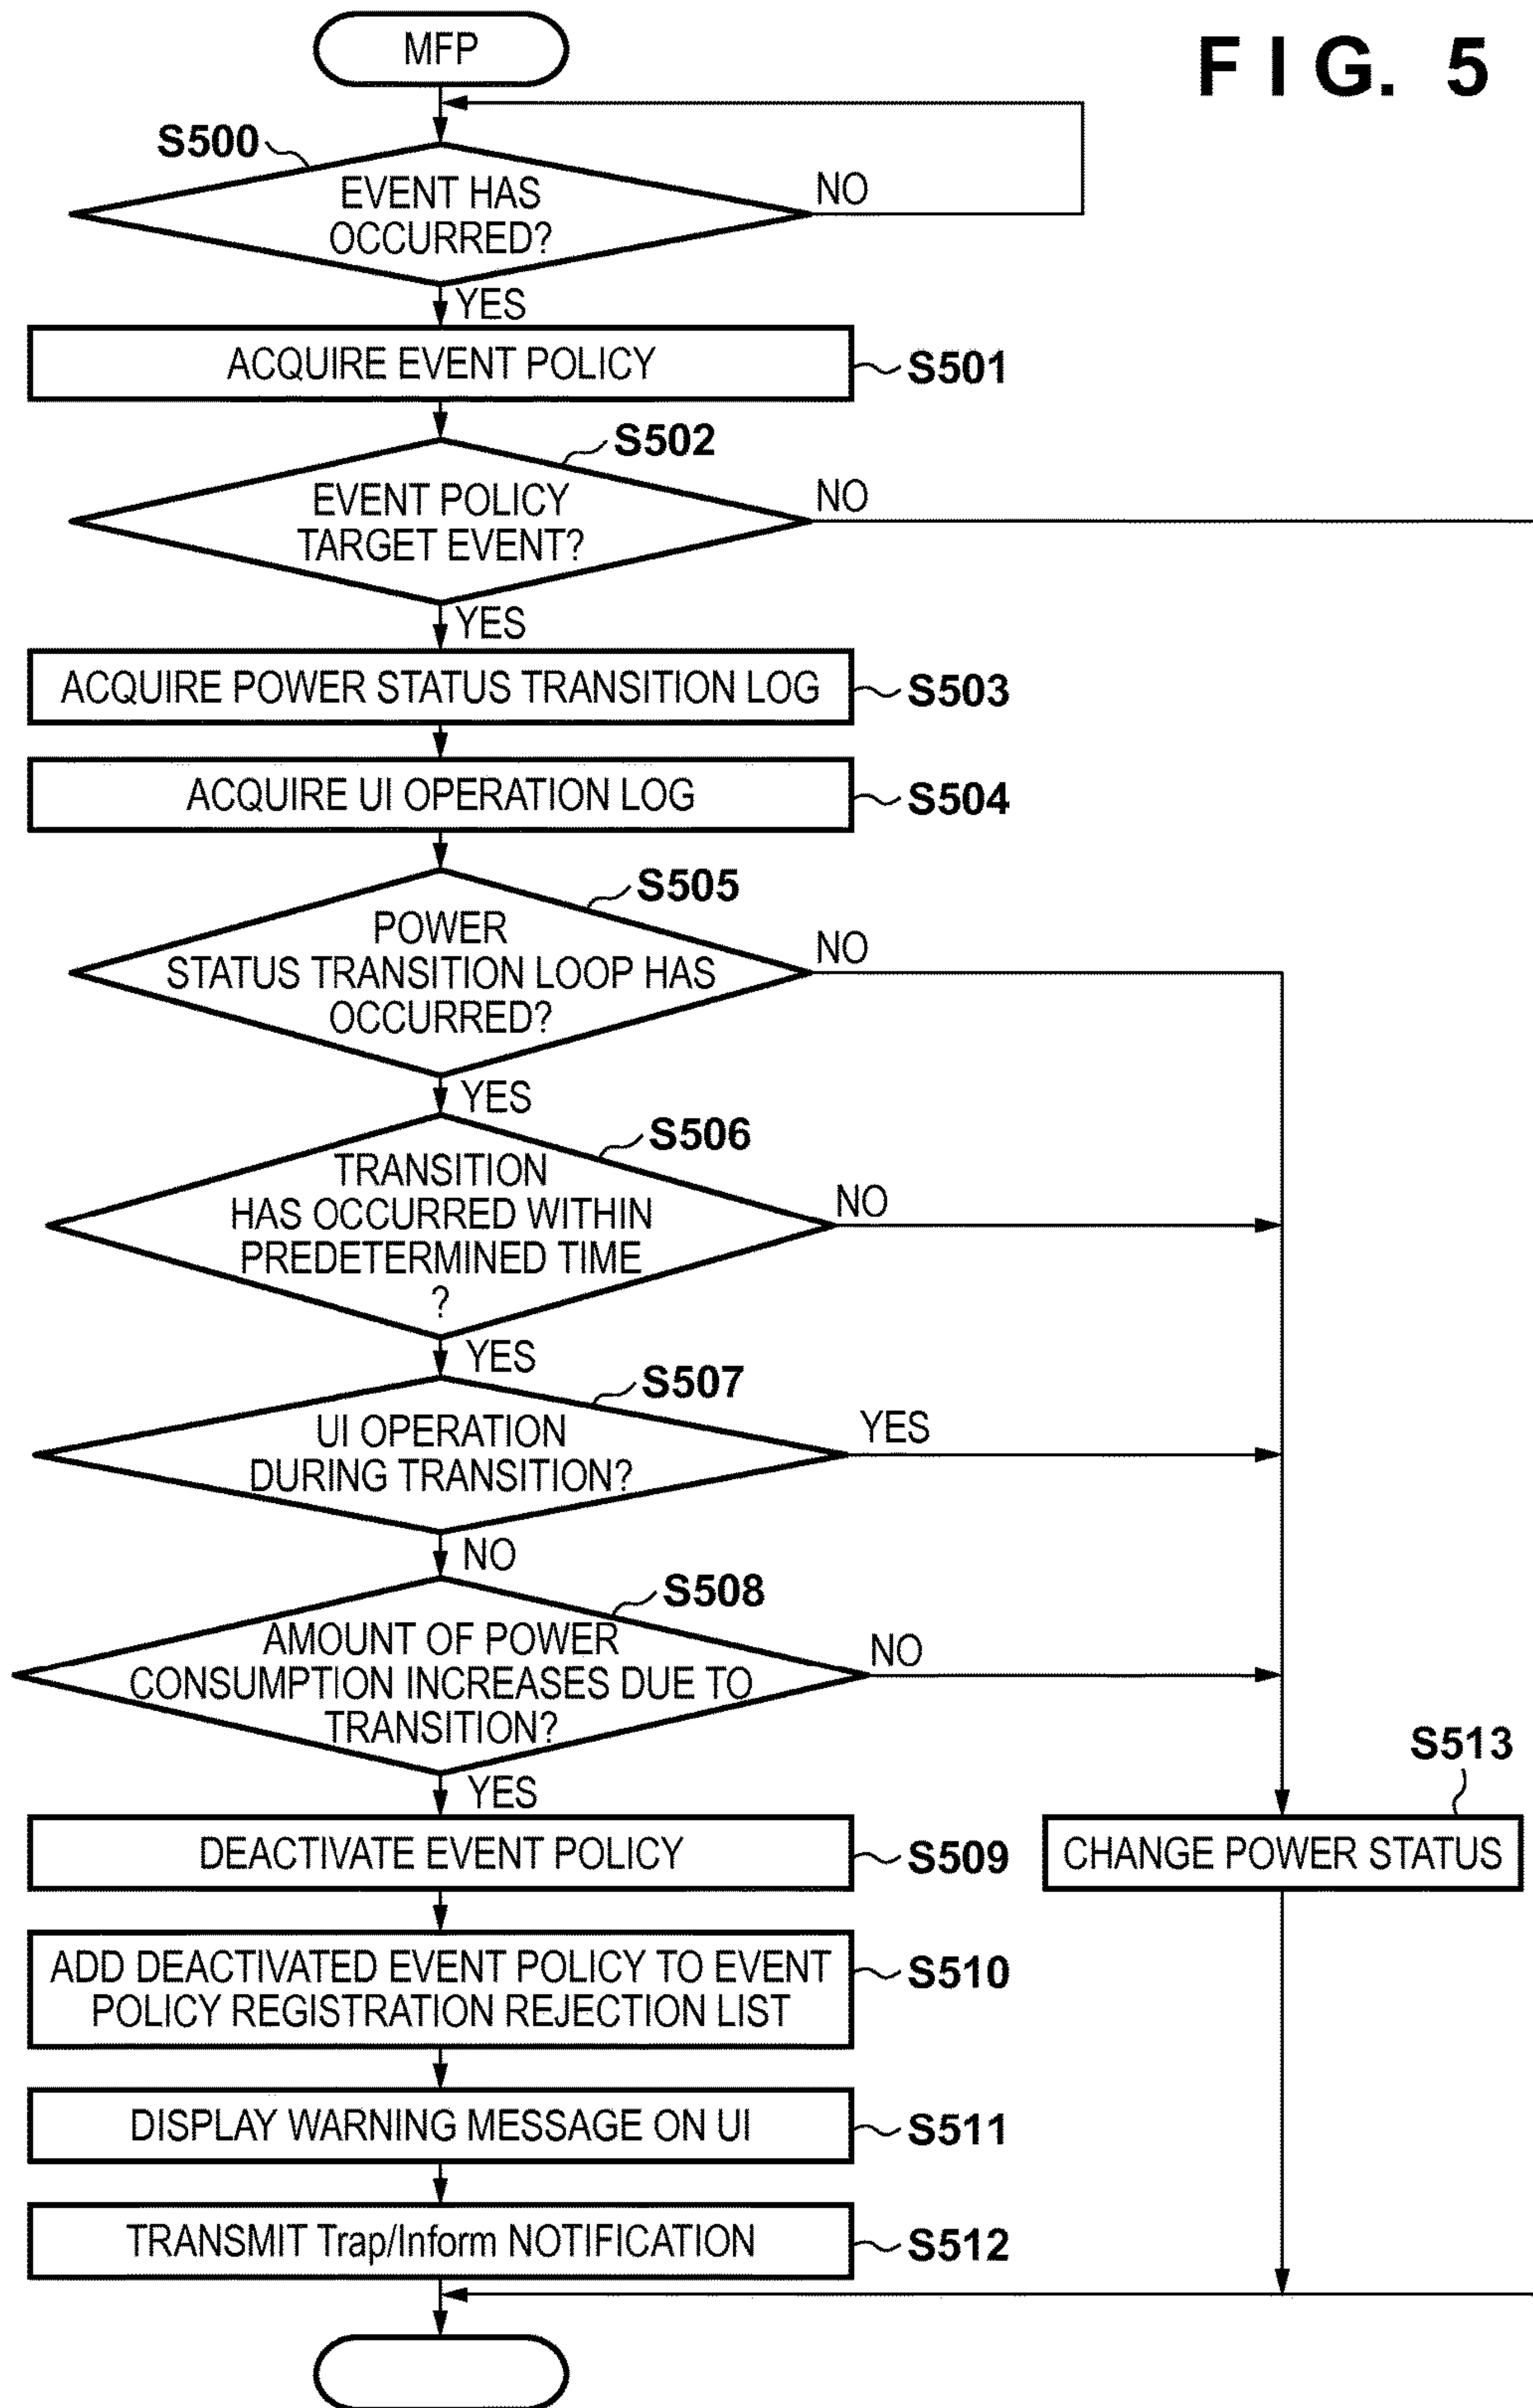 FIG. 5
MFP
S500
EVENT HAS
OCCURRED?
NO
YES
ACQUIRE EVENT POLICY
S501
S502
EVENT POLICY
TARGET EVENT?
NO
YES
ACQUIRE POWER STATUS TRANSITION LOG
S503
ACQUIRE UI OPERATION LOG
S504
S505
POWER
STATUS TRANSITION LOOP HAS
OCCURRED?
NO
YES
S506
TRANSITION
HAS OCCURRED WITHIN
PREDETERMINED TIME
?
NO
YES
S507
UI OPERATION
DURING TRANSITION?
YES
NO
S508
AMOUNT OF POWER
CONSUMPTION INCREASES DUE TO
TRANSITION?
NO
YES
S513
CHANGE POWER STATUS
DEACTIVATE EVENT POLICY
S509
ADD DEACTIVATED EVENT POLICY TO EVENT
POLICY REGISTRATION REJECTION LIST
S510
DISPLAY WARNING MESSAGE ON UI
S511
TRANSMIT Trap/Inform NOTIFICATION
S512